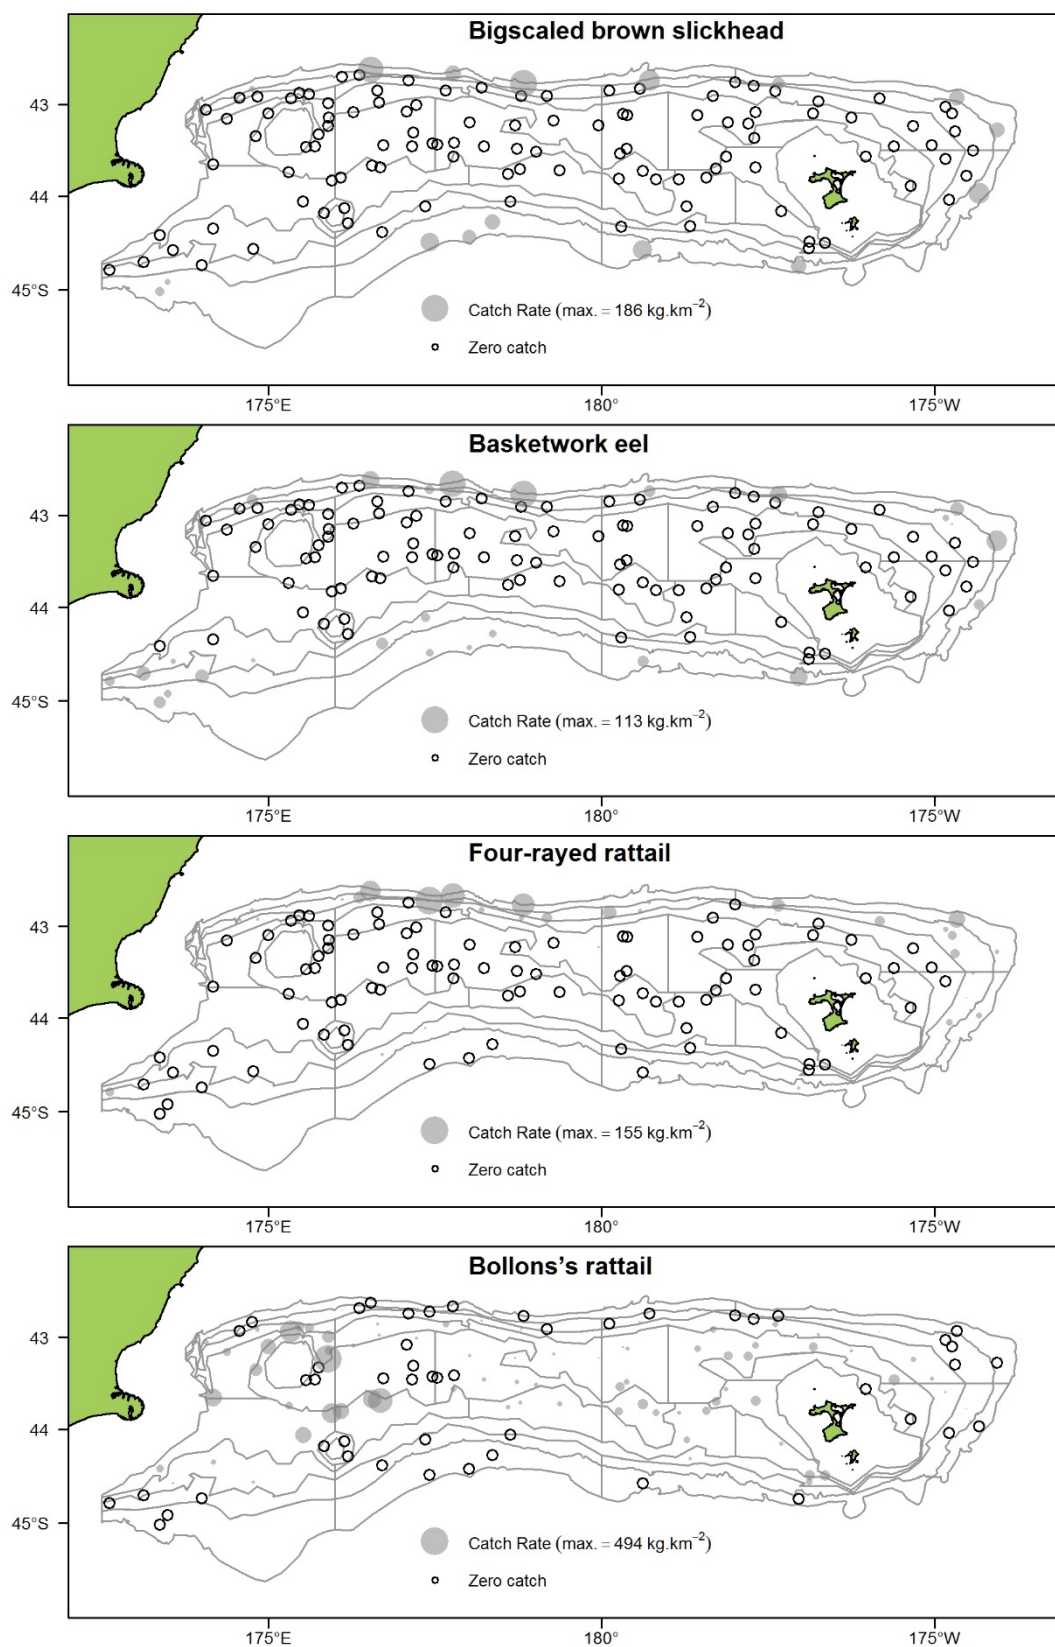 Bigscaled brown slickhead
43
44
45°S
Catch Rate (max. = 186 kg.km⁻²)
Zero catch
175°E 180° 175°W
Basketwork eel
43
44
45°S
Catch Rate (max. = 113 kg.km⁻²)
Zero catch
175°E 180° 175°W
Four-rayed rattail
43
44
45°S
Catch Rate (max. = 155 kg.km⁻²)
Zero catch
175°E 180° 175°W
Bollons's rattail
43
44
45°S
Catch Rate (max. = 494 kg.km⁻²)
Zero catch
175°E 180° 175°W